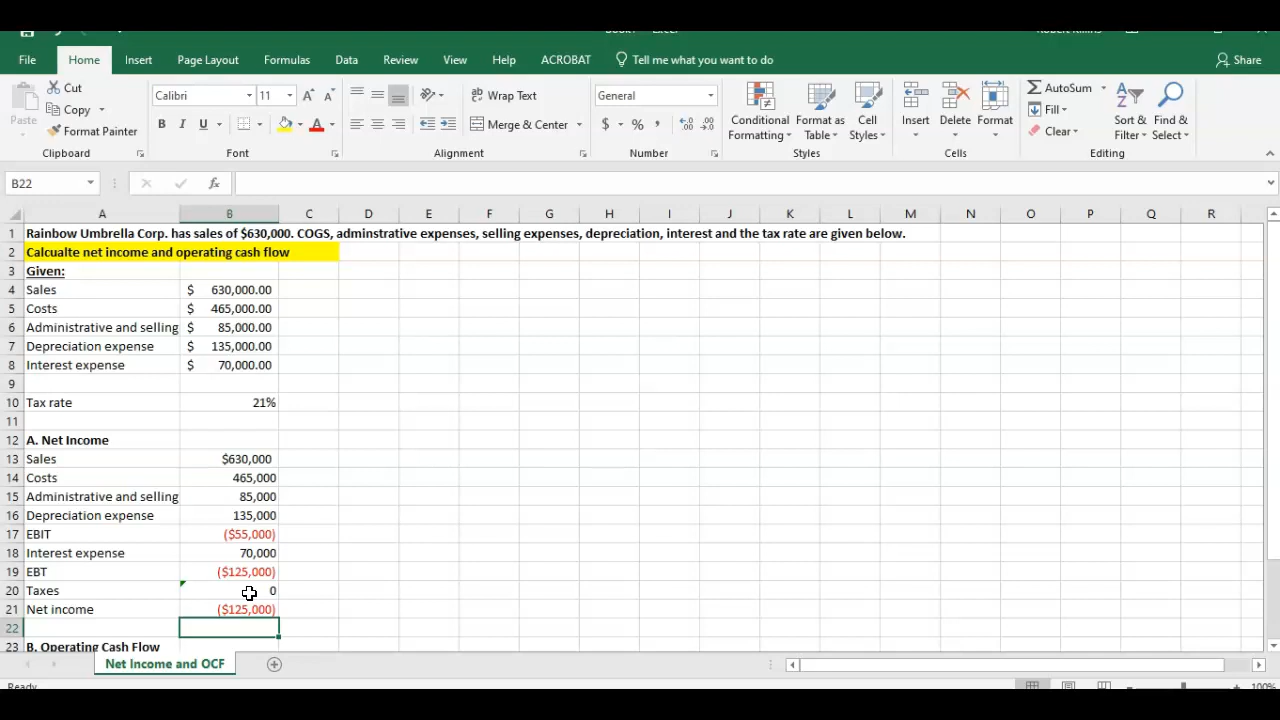 File Home Insert Page Layout Formulas Data Review View Help ACROBAT Tell me what you want to do Share
Cut
Copy
Paste
Format Painter
Calibri 11
B I U
Wrap Text
Merge & Center
General
$ % ,
Conditional Formatting
Format as Table
Cell Styles
Insert
Delete
Format
AutoSum
Fill
Clear
Sort & Filter
Find & Select
Clipboard Font Alignment Number Styles Cells Editing
B22 fx
A B C D E F G H I J K L M N O P Q R
1 Rainbow Umbrella Corp. has sales of $630,000. COGS, adminstrative expenses, selling expenses, depreciation, interest and the tax rate are given below.
2 Calcualte net income and operating cash flow
3 Given:
4 Sales $ 630,000.00
5 Costs $ 465,000.00
6 Administrative and selling $ 85,000.00
7 Depreciation expense $ 135,000.00
8 Interest expense $ 70,000.00
9
10 Tax rate 21%
11
12 A. Net Income
13 Sales $630,000
14 Costs 465,000
15 Administrative and selling 85,000
16 Depreciation expense 135,000
17 EBIT ($55,000)
18 Interest expense 70,000
19 EBT ($125,000)
20 Taxes 0
21 Net income ($125,000)
22
23 B. Operating Cash Flow
Net Income and OCF
Ready 100%